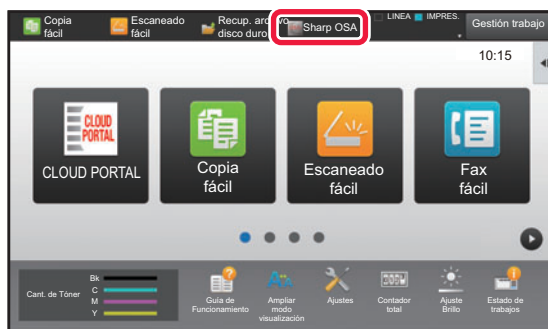 Copia
fácil
Escaneado
fácil
Recup. archivo
disco duro
Sharp OSA
LINEA
IMPRES.
Gestión trabajo
10:15
CLOUD
PORTAL
CLOUD PORTAL
Copia
fácil
Escaneado
fácil
Fax
fácil
Cant. de Tóner
Bk
C
M
Y
Guía de
Funcionamiento
Ampliar
modo
visualización
Ajustes
Contador
total
Ajuste
Brillo
Estado de
trabajos